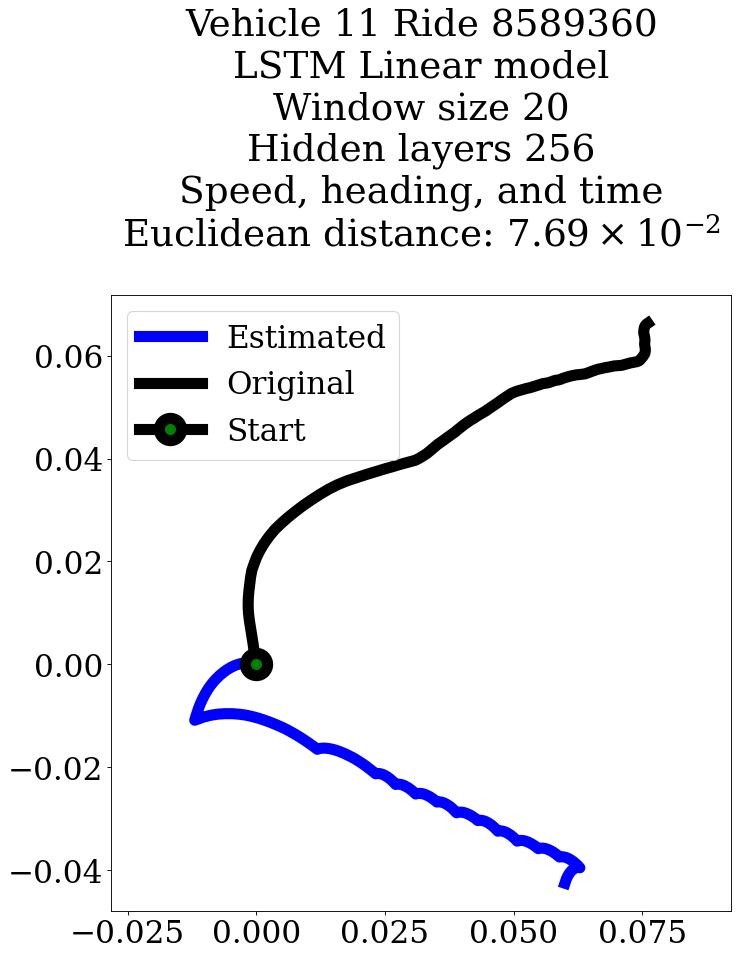 Vehicle 11 Ride 8589360
LSTM Linear model
Window size 20
Hidden layers 256
Speed, heading, and time
Euclidean distance: 7.69 × 10⁻²
Estimated
Original
Start
0.06
0.04
0.02
0.00
−0.02
−0.04
−0.025 0.000 0.025 0.050 0.075